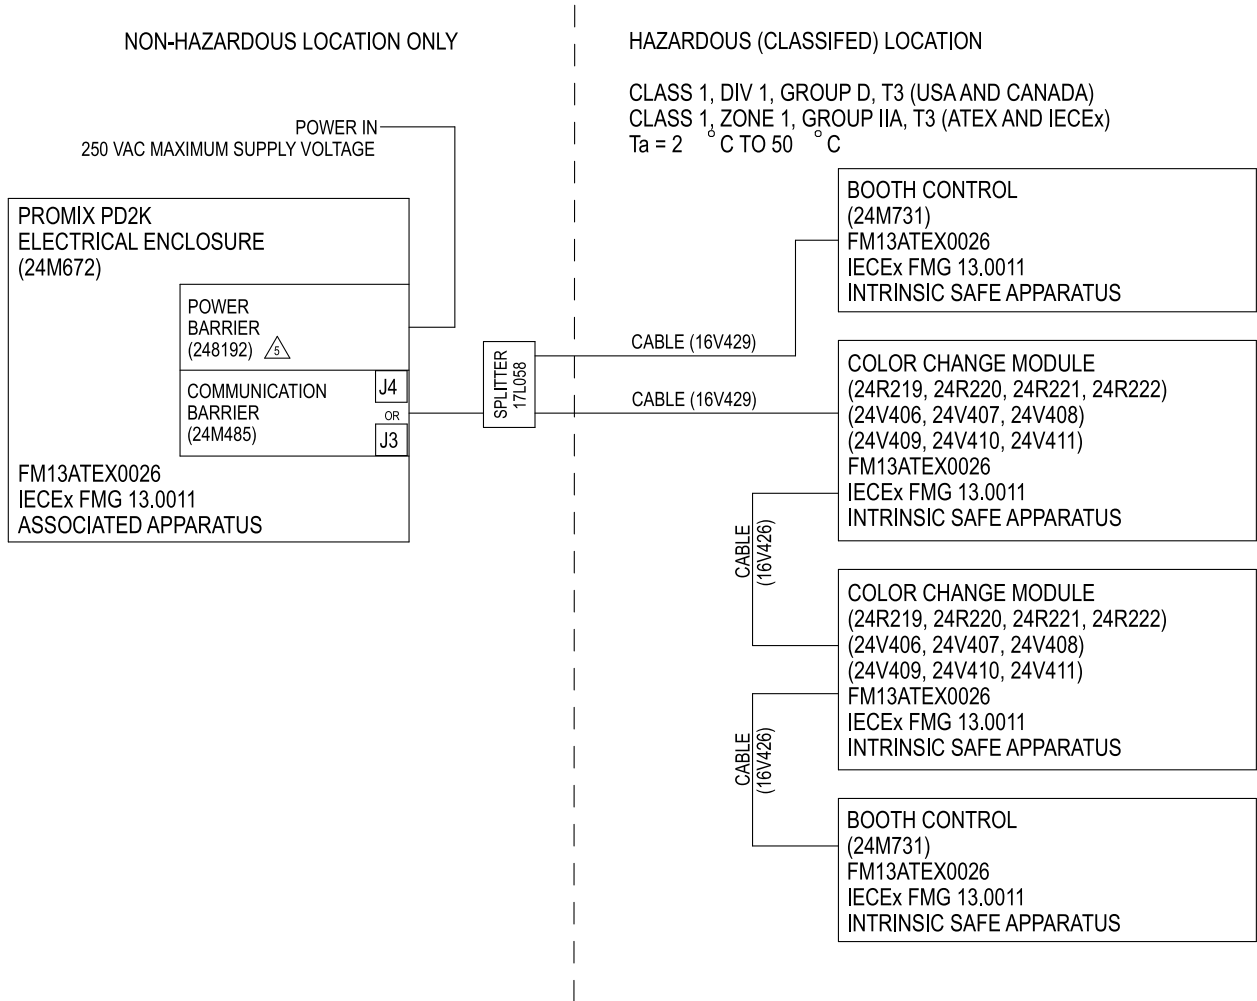 NON-HAZARDOUS LOCATION ONLY
HAZARDOUS (CLASSIFED) LOCATION
CLASS 1, DIV 1, GROUP D, T3 (USA AND CANADA)
CLASS 1, ZONE 1, GROUP IIA, T3 (ATEX AND IECEx)
Ta = 2 °C TO 50 °C
POWER IN
250 VAC MAXIMUM SUPPLY VOLTAGE
PROMIX PD2K
ELECTRICAL ENCLOSURE
(24M672)
POWER
BARRIER
(248192) 5
COMMUNICATION
BARRIER
(24M485)
J4
OR
J3
FM13ATEX0026
IECEx FMG 13.0011
ASSOCIATED APPARATUS
SPLITTER
17L058
CABLE (16V429)
CABLE (16V429)
BOOTH CONTROL
(24M731)
FM13ATEX0026
IECEx FMG 13.0011
INTRINSIC SAFE APPARATUS
COLOR CHANGE MODULE
(24R219, 24R220, 24R221, 24R222)
(24V406, 24V407, 24V408)
(24V409, 24V410, 24V411)
FM13ATEX0026
IECEx FMG 13.0011
INTRINSIC SAFE APPARATUS
CABLE
(16V426)
COLOR CHANGE MODULE
(24R219, 24R220, 24R221, 24R222)
(24V406, 24V407, 24V408)
(24V409, 24V410, 24V411)
FM13ATEX0026
IECEx FMG 13.0011
INTRINSIC SAFE APPARATUS
CABLE
(16V426)
BOOTH CONTROL
(24M731)
FM13ATEX0026
IECEx FMG 13.0011
INTRINSIC SAFE APPARATUS